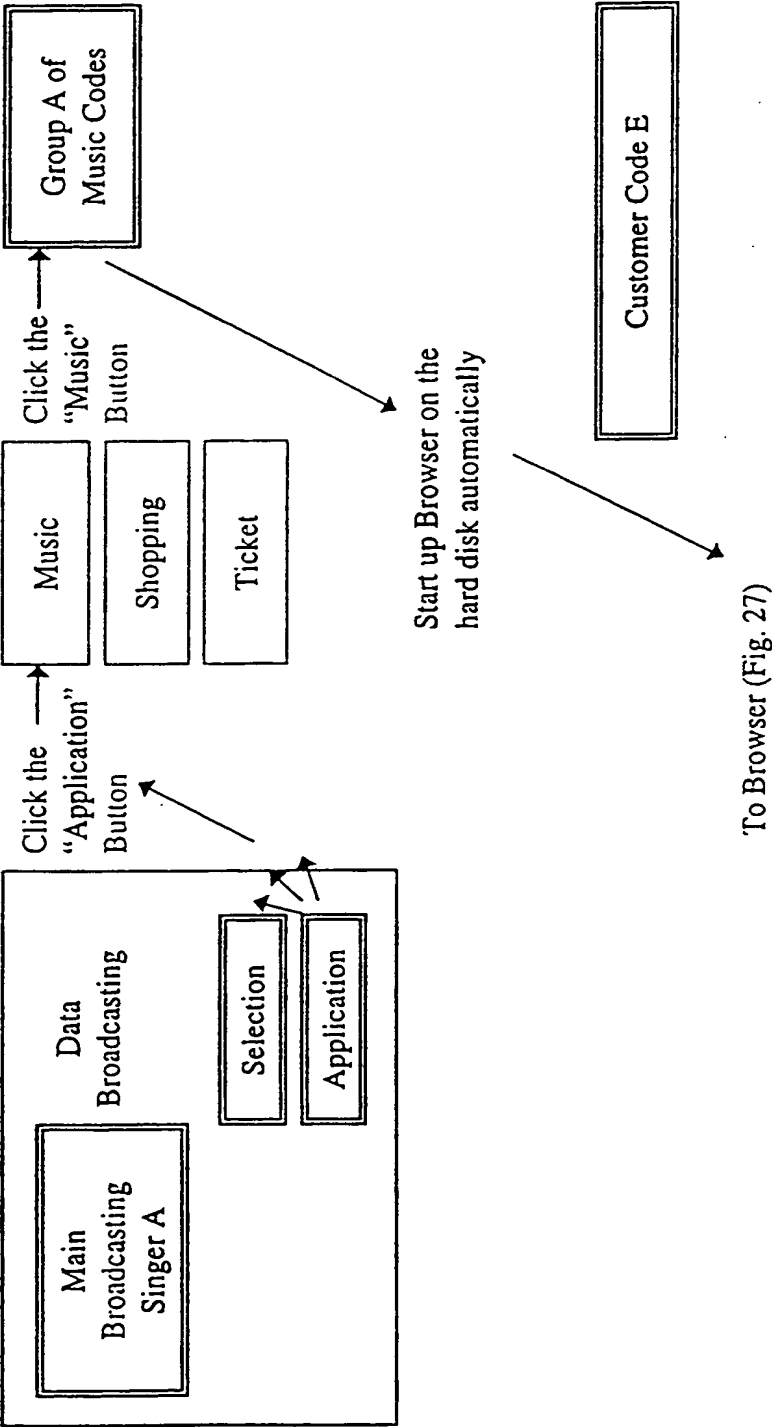 Main
Broadcasting
Singer A
Data
Broadcasting
Selection
Application
Click the
“Application”
Button
Music
Shopping
Ticket
Click the
“Music”
Button
Group A of
Music Codes
Start up Browser on the
hard disk automatically
Customer Code E
To Browser (Fig. 27)